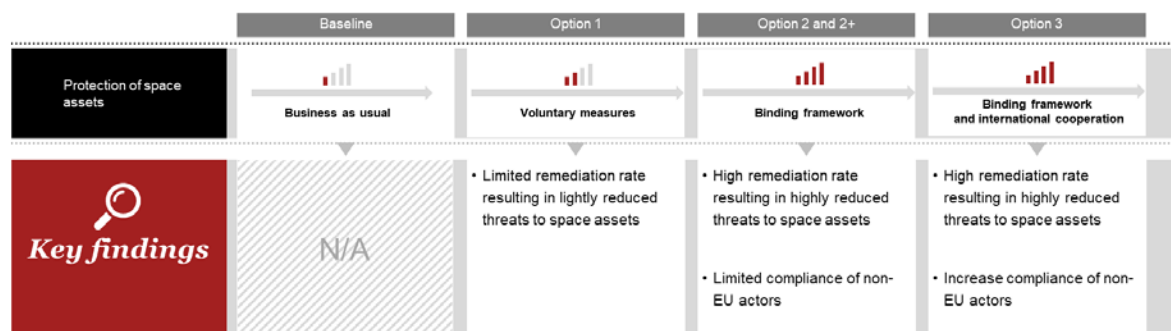 Baseline
Option 1
Option 2 and 2+
Option 3
Protection of space
assets
Business as usual
Voluntary measures
Binding framework
Binding framework
and international cooperation
Key findings
N/A
• Limited remediation rate
resulting in lightly reduced
threats to space assets
• High remediation rate
resulting in highly reduced
threats to space assets
• Limited compliance of non-
EU actors
• High remediation rate
resulting in highly reduced
threats to space assets
• Increase compliance of non-
EU actors